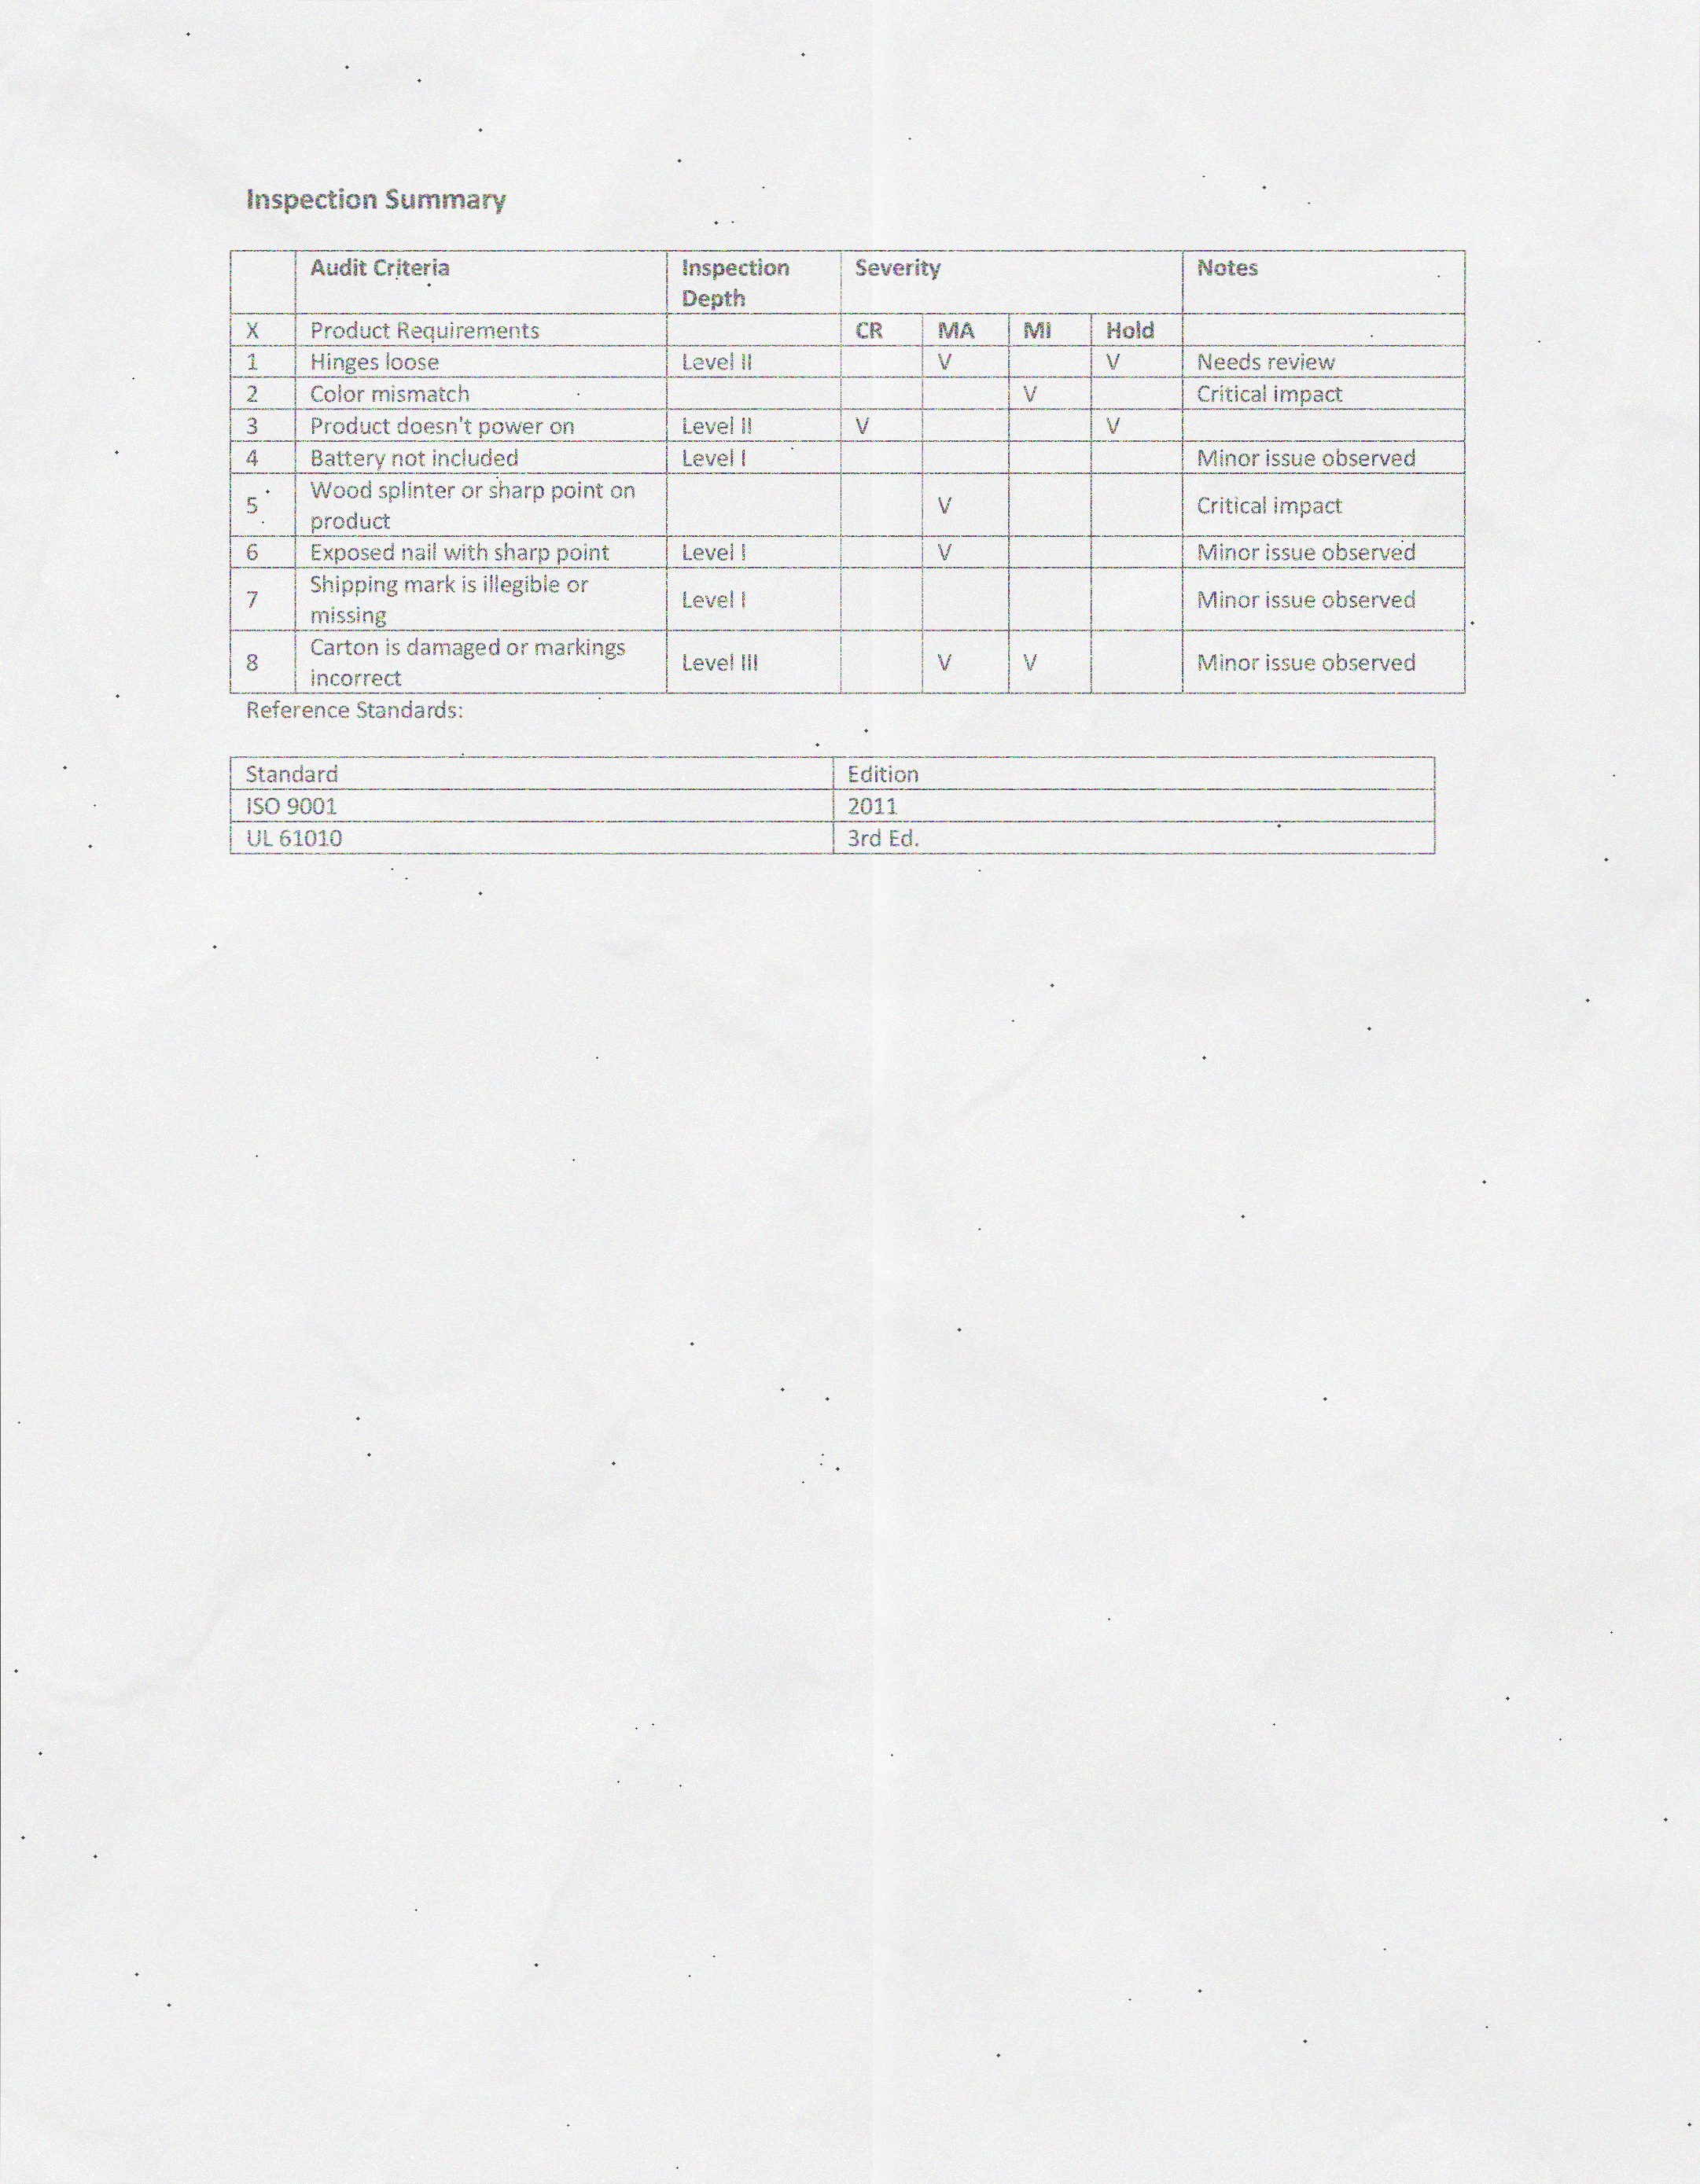 Inspection Summary
Audit Criteria Inspection Severity Notes
Depth
X Product Requirements CR MA MI Hold
1 Hinges loose Level II V V Needs review
2 Color mismatch V Critical impact
3 Product doesn't power on Level II V V
4 Battery not included Level I Minor issue observed
5 Wood splinter or sharp point on V Critical impact
product
6 Exposed nail with sharp point Level I V Minor issue observed
7 Shipping mark is illegible or Level I Minor issue observed
missing
8 Carton is damaged or markings Level III V V Minor issue observed
incorrect
Reference Standards:
Standard Edition
ISO 9001 2011
UL 61010 3rd Ed.